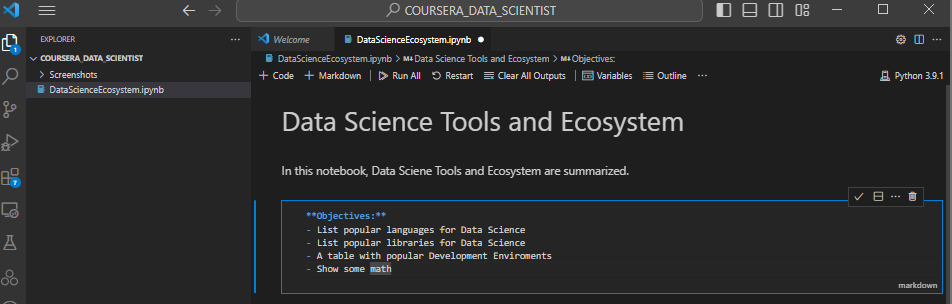 COURSERA_DATA_SCIENTIST
EXPLORER
Welcome
DataScienceEcosystem.ipynb
COURSERA_DATA_SCIENTIST
Screenshots
DataScienceEcosystem.ipynb
DataScienceEcosystem.ipynb > M↓Data Science Tools and Ecosystem > M↓Objectives:
+ Code + Markdown Run All Restart Clear All Outputs Variables Outline ... Python 3.9.1
Data Science Tools and Ecosystem
In this notebook, Data Sciene Tools and Ecosystem are summarized.
**Objectives:**
- List popular languages for Data Science
- List popular libraries for Data Science
- A table with popular Development Enviroments
- Show some math
markdown
1
7